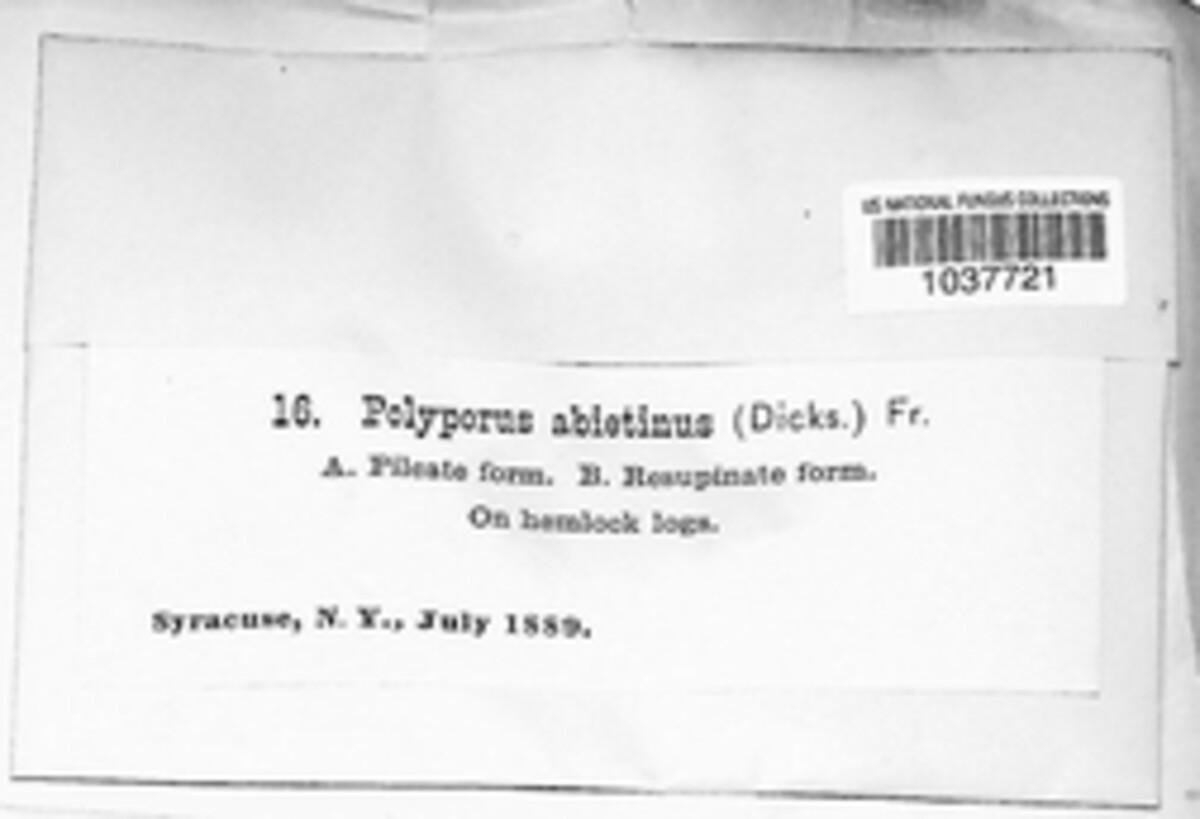 US NATIONAL FUNGUS COLLECTIONS
1037721
16. Polyporus abietinus (Dicks.) Fr.
A. Pileate form. B. Resupinate form.
On hemlock logs.
Syracuse, N. Y., July 1889.